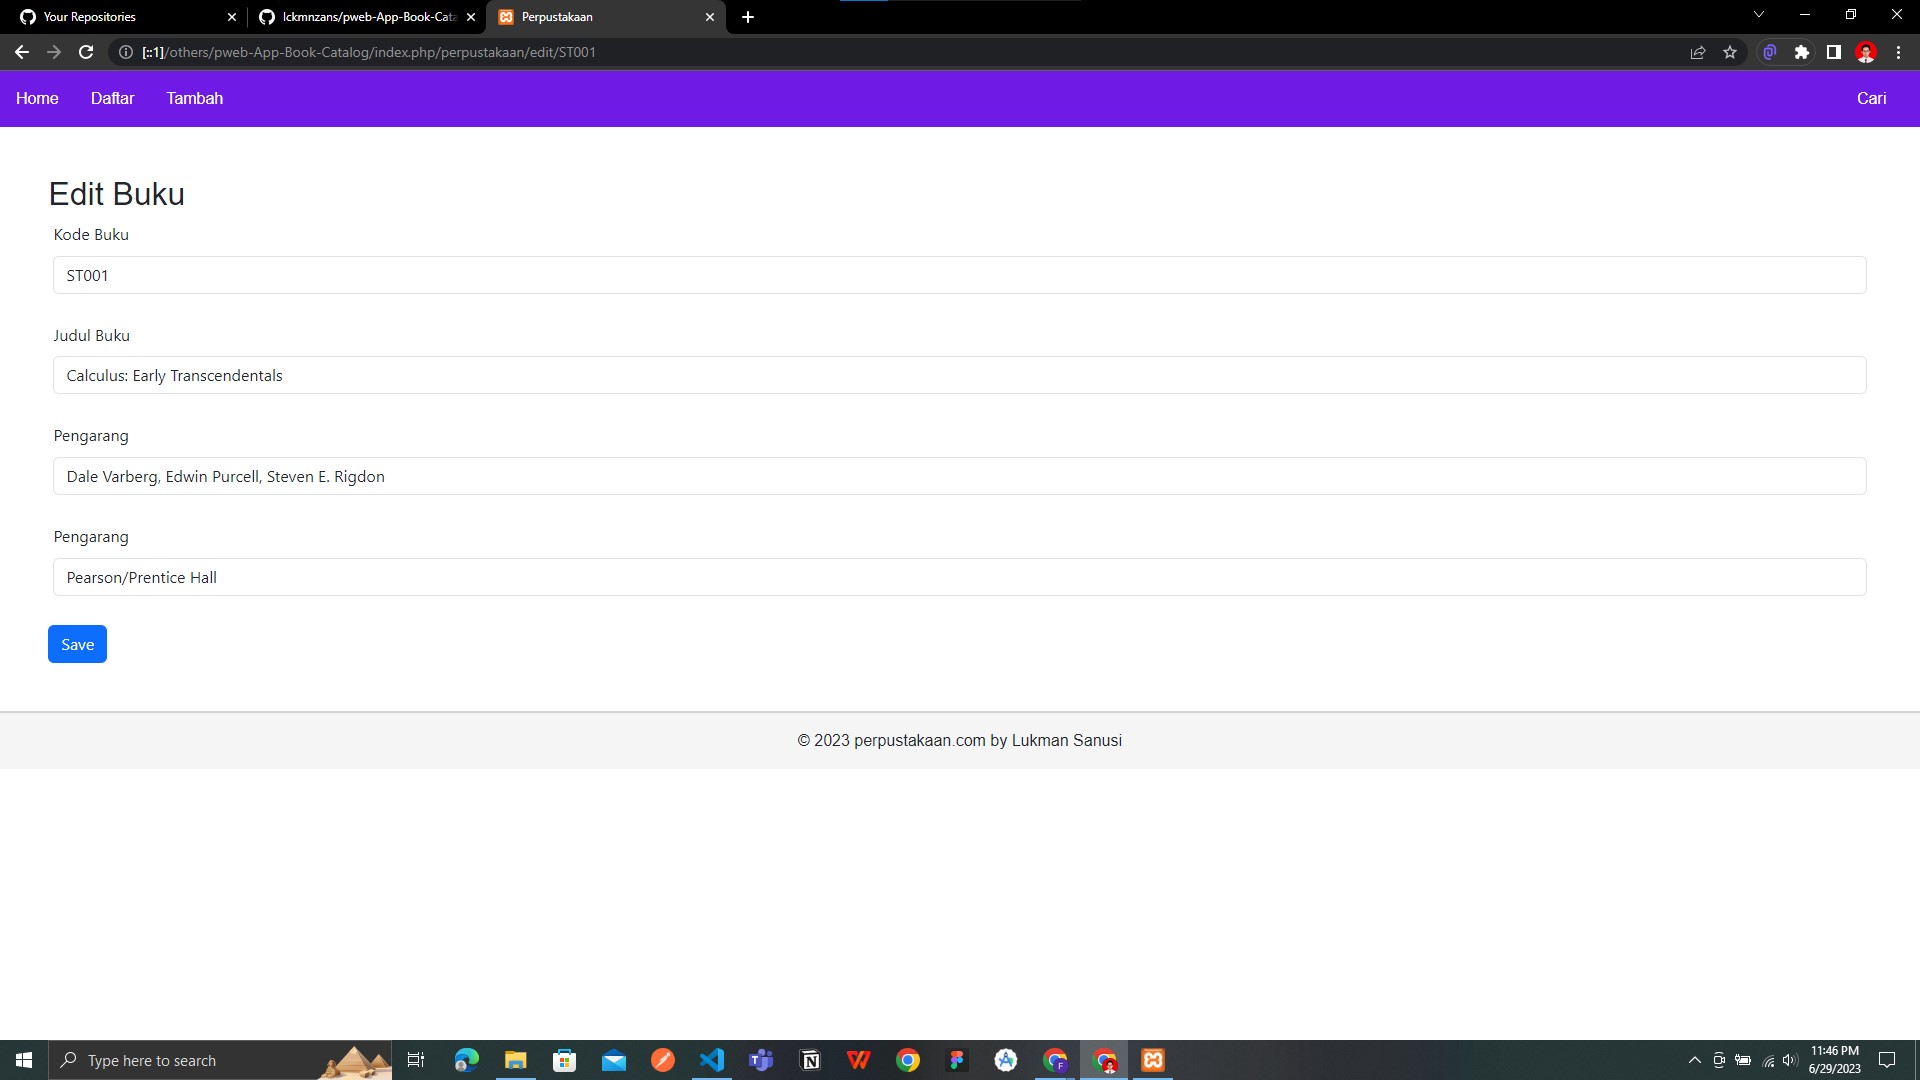 Your Repositories
lckmnzans/pweb-App-Book-Cata
Perpustakaan
[::1]/others/pweb-App-Book-Catalog/index.php/perpustakaan/edit/ST001
Home Daftar Tambah Cari
Edit Buku
Kode Buku
ST001
Judul Buku
Calculus: Early Transcendentals
Pengarang
Dale Varberg, Edwin Purcell, Steven E. Rigdon
Pengarang
Pearson/Prentice Hall
Save
© 2023 perpustakaan.com by Lukman Sanusi
Type here to search
11:46 PM
6/29/2023